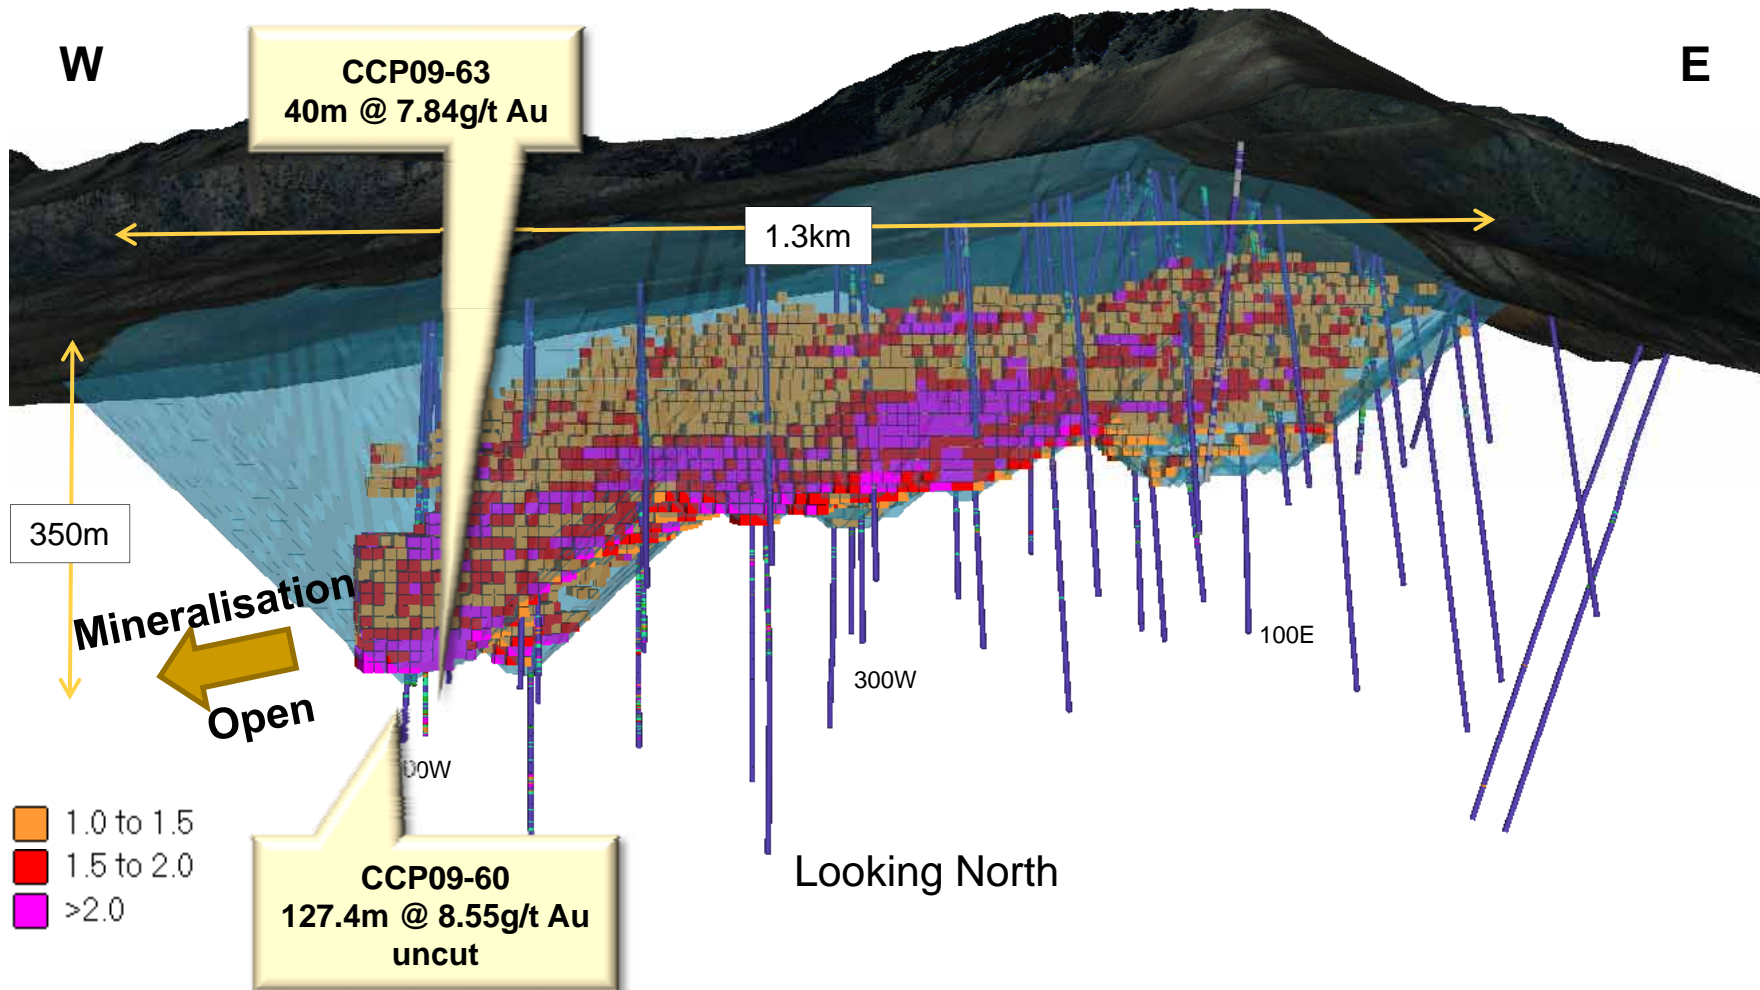 W
E
CCP09-63
40m @ 7.84g/t Au
1.3km
350m
Mineralisation
Open
100E
300W
00W
1.0 to 1.5
1.5 to 2.0
>2.0
CCP09-60
127.4m @ 8.55g/t Au
uncut
Looking North